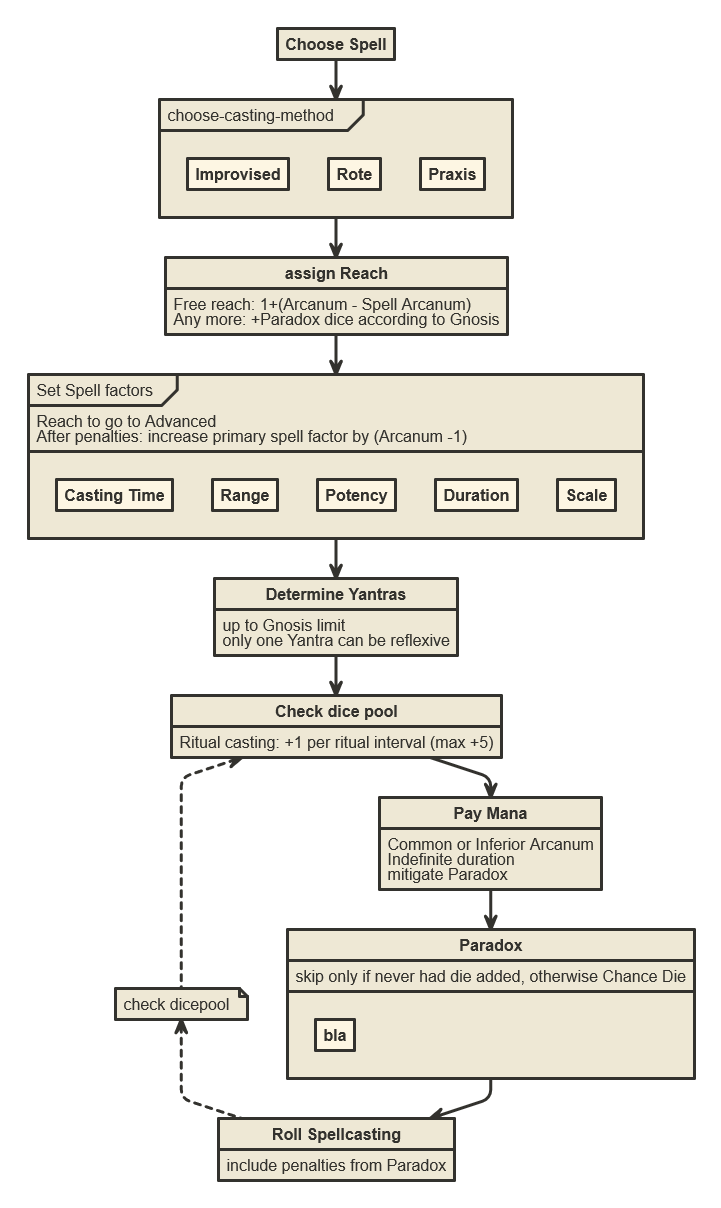 Choose Spell
choose-casting-method
Improvised
Rote
Praxis
assign Reach
Free reach: 1+(Arcanum - Spell Arcanum)
Any more: +Paradox dice according to Gnosis
Set Spell factors
Reach to go to Advanced
After penalties: increase primary spell factor by (Arcanum -1)
Casting Time
Range
Potency
Duration
Scale
Determine Yantras
up to Gnosis limit
only one Yantra can be reflexive
Check dice pool
Ritual casting: +1 per ritual interval (max +5)
Pay Mana
Common or Inferior Arcanum
Indefinite duration
mitigate Paradox
Paradox
skip only if never had die added, otherwise Chance Die
bla
check dicepool
Roll Spellcasting
include penalties from Paradox